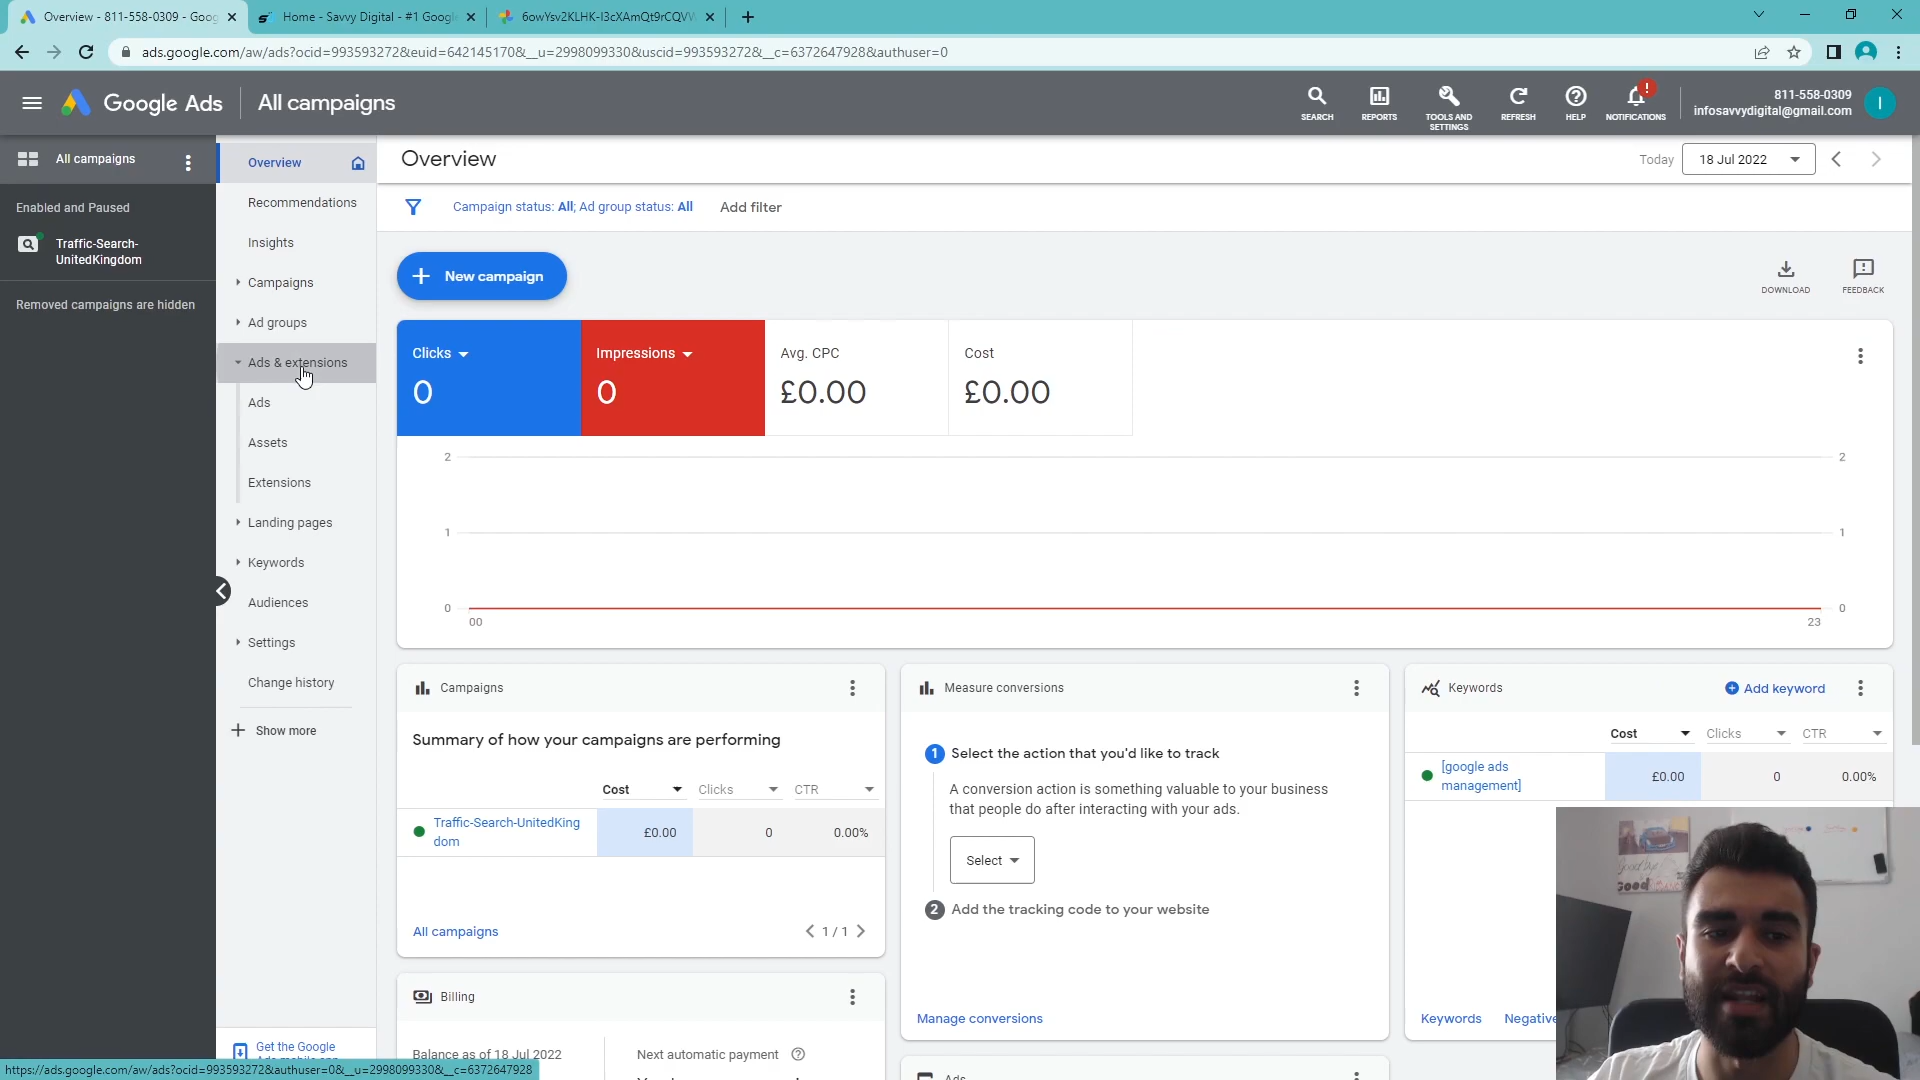 Overview - 811-558-0309 - Goog
Home - Savvy Digital - #1 Googl
6owYsv2KLHK-I3cXAmQt9rCQVV
ads.google.com/aw/ads?ocid=993593272&euid=642145170&__u=2998099330&uscid=993593272&__c=6372647928&authuser=0
Google Ads
All campaigns
SEARCH
REPORTS
TOOLS AND
SETTINGS
REFRESH
HELP
NOTIFICATIONS
811-558-0309
infosavvydigital@gmail.com
I
All campaigns
Enabled and Paused
Traffic-Search-
UnitedKingdom
Removed campaigns are hidden
Overview
Recommendations
Insights
Campaigns
Ad groups
Ads & extensions
Ads
Assets
Extensions
Landing pages
Keywords
Audiences
Settings
Change history
Show more
Get the Google
Overview
Today 18 Jul 2022
Campaign status: All; Ad group status: All Add filter
New campaign
DOWNLOAD
FEEDBACK
Clicks
0
Impressions
0
Avg. CPC
£0.00
Cost
£0.00
2 2
1 1
0 0
00 23
Campaigns
Summary of how your campaigns are performing
Cost Clicks CTR
Traffic-Search-UnitedKing
dom
£0.00 0 0.00%
All campaigns
1 / 1
Measure conversions
1 Select the action that you'd like to track
A conversion action is something valuable to your business
that people do after interacting with your ads.
Select
2 Add the tracking code to your website
Manage conversions
Keywords
Add keyword
Cost Clicks CTR
[google ads
management]
£0.00 0 0.00%
Keywords Negative
Billing
Balance as of 18 Jul 2022
Next automatic payment
Ads
https://ads.google.com/aw/ads?ocid=993593272&authuser=0&__u=2998099330&__c=6372647928